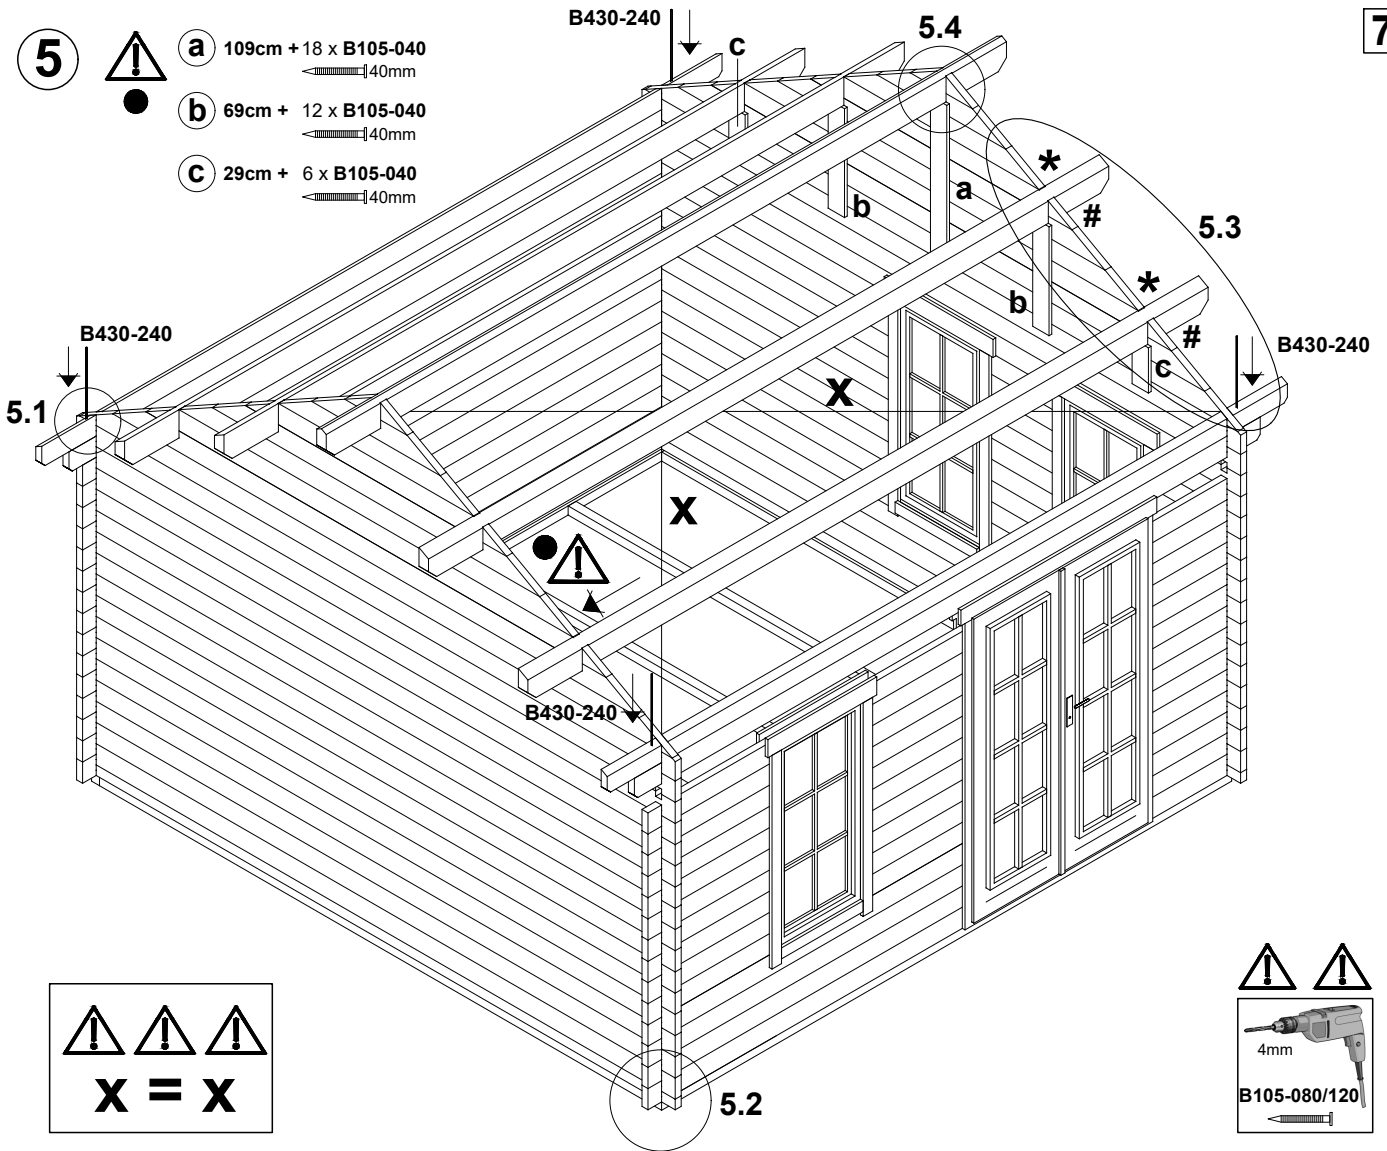 5
a 109cm + 18 x B105-040
40mm
b 69cm + 12 x B105-040
40mm
c 29cm + 6 x B105-040
40mm
B430-240
c
5.4
7
*
a
b
#
5.3
*
b
#
B430-240
B430-240
c
5.1
x
x
B430-240
x = x
5.2
4mm
B105-080/120